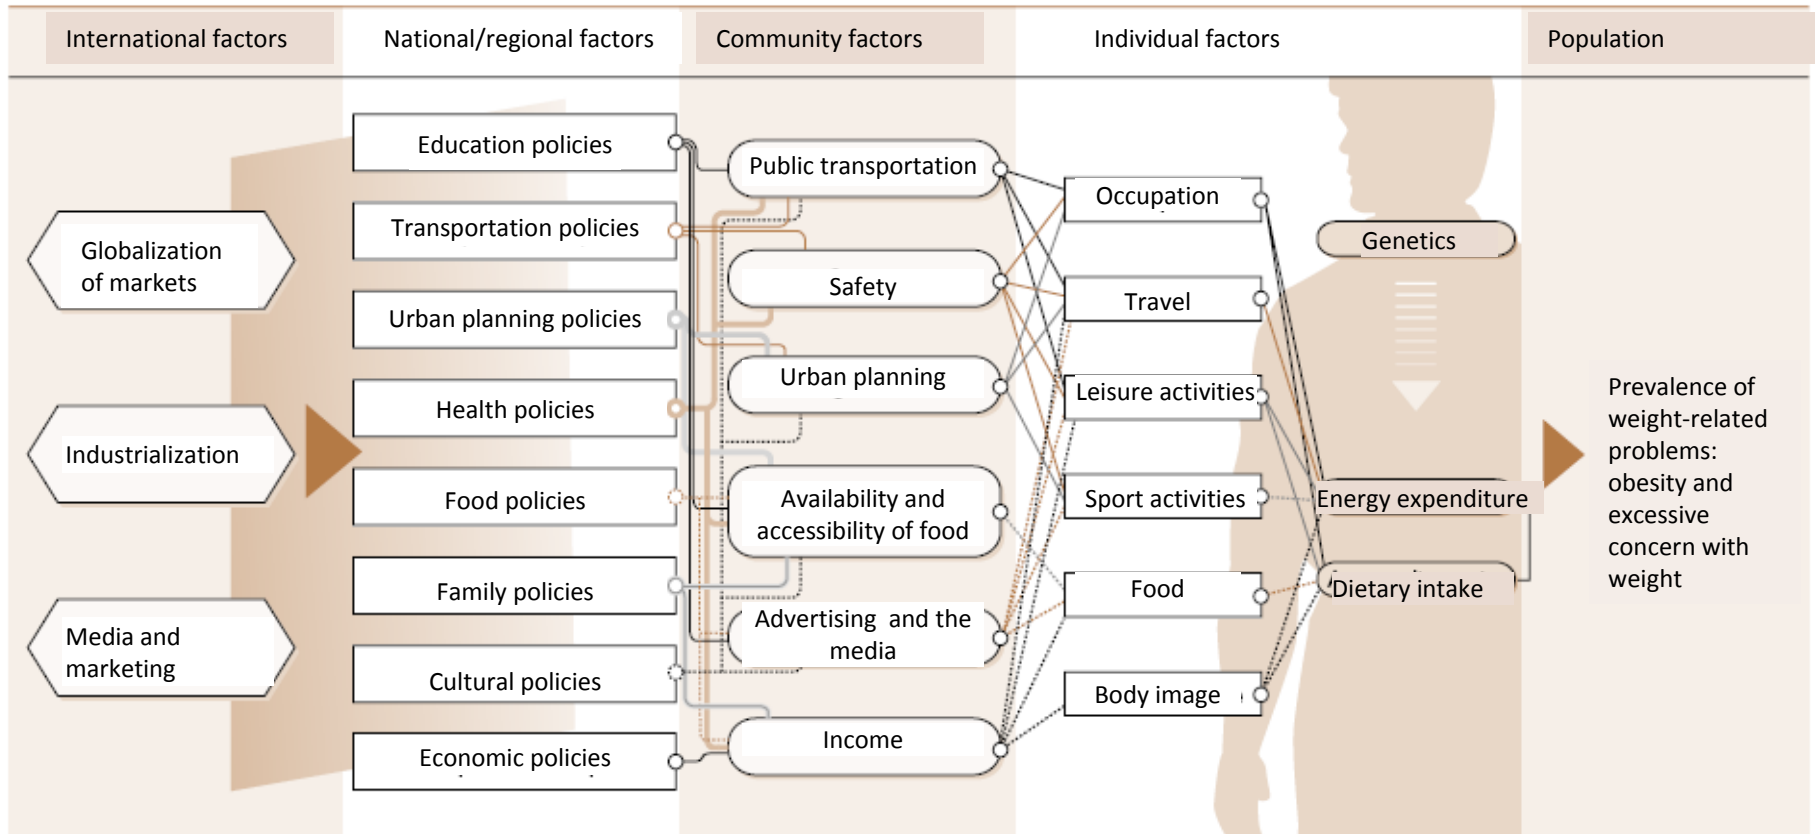 International factors
National/regional factors
Community factors
Individual factors
Population
Globalization
of markets
Industrialization
Media and
marketing
Education policies
Transportation policies
Urban planning policies
Health policies
Food policies
Family policies
Cultural policies
Economic policies
Public transportation
Safety
Urban planning
Availability and
accessibility of food
Advertising and the
media
Income
Occupation
Travel
Leisure activities
Sport activities
Food
Body image
Genetics
Energy expenditure
Dietary intake
Prevalence of
weight-related
problems:
obesity and
excessive
concern with
weight